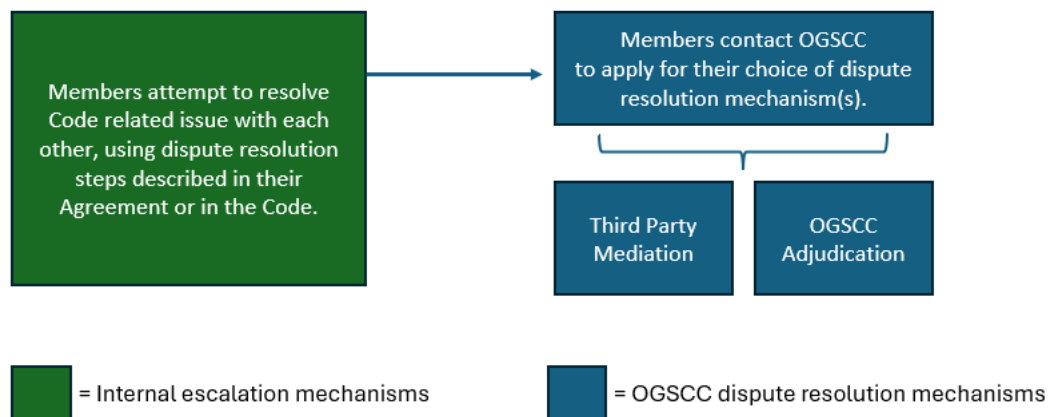 Members attempt to resolve
Code related issue with each
other, using dispute resolution
steps described in their
Agreement or in the Code.
Members contact OGSCC
to apply for their choice of dispute
resolution mechanism(s).
Third Party
Mediation
OGSCC
Adjudication
= Internal escalation mechanisms
= OGSCC dispute resolution mechanisms